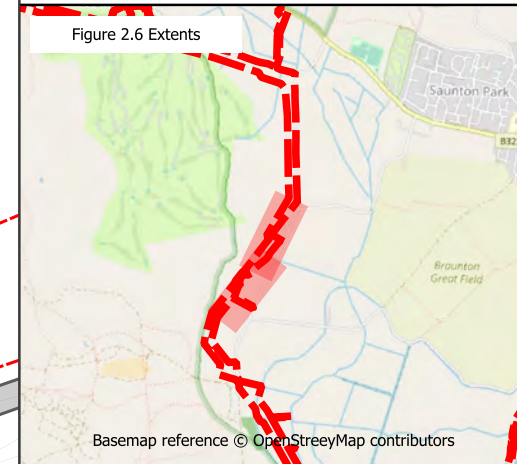 Figure 2.6 Extents
Saunton Park
B32
Braunton
Great Field
Basemap reference © OpenStreeyMap contributors